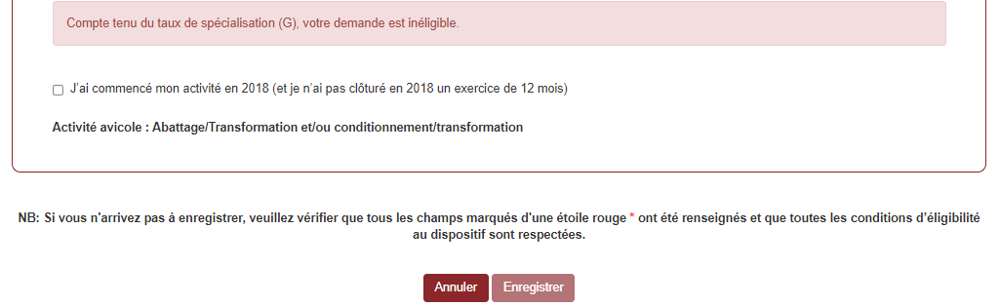 Compte tenu du taux de spécialisation (G), votre demande est inéligible.
J'ai commencé mon activité en 2018 (et je n'ai pas clôturé en 2018 un exercice de 12 mois)
Activité avicole : Abattage/Transformation et/ou conditionnement/transformation
NB: Si vous n'arrivez pas à enregistrer, veuillez vérifier que tous les champs marqués d'une étoile rouge * ont été renseignés et que toutes les conditions d'éligibilité
au dispositif sont respectées.
Annuler Enregistrer